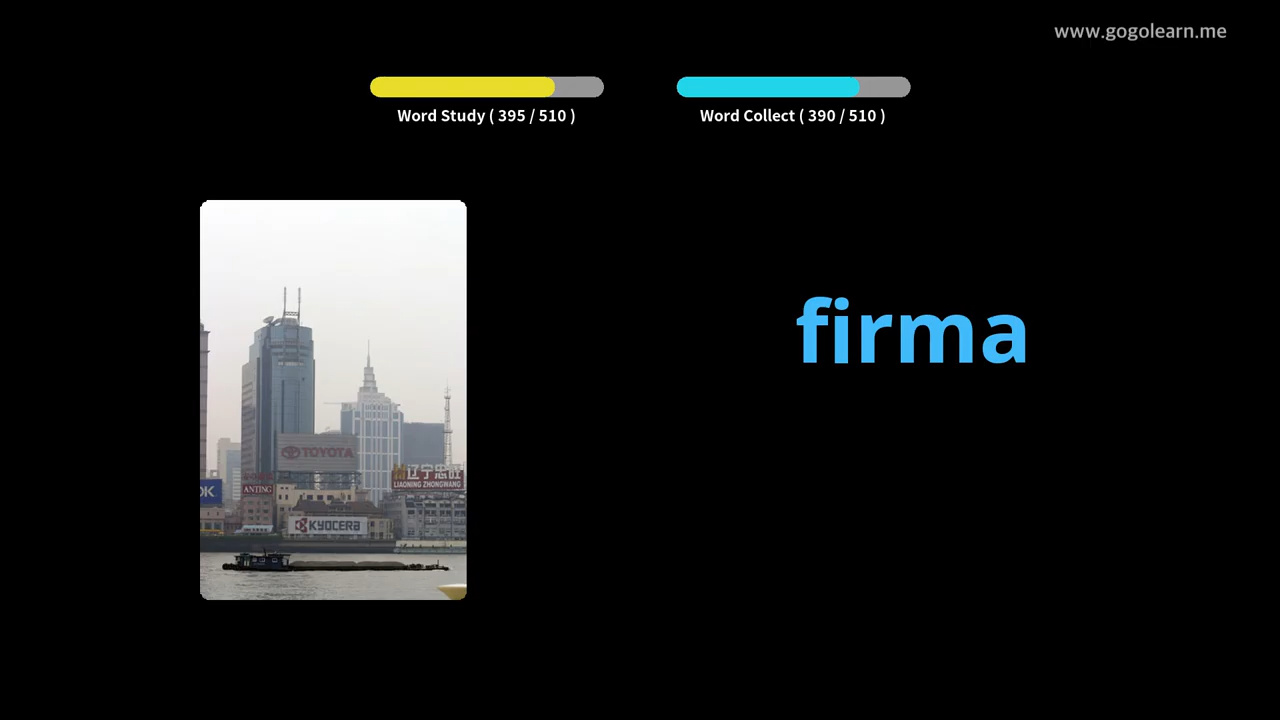 www.gogolearn.me
Word Study ( 395 / 510 )
Word Collect ( 390 / 510 )
firma
TOYOTA
辽宁忠旺
LIAONING ZHONGWANG
OK
ANTING
KYOCERA